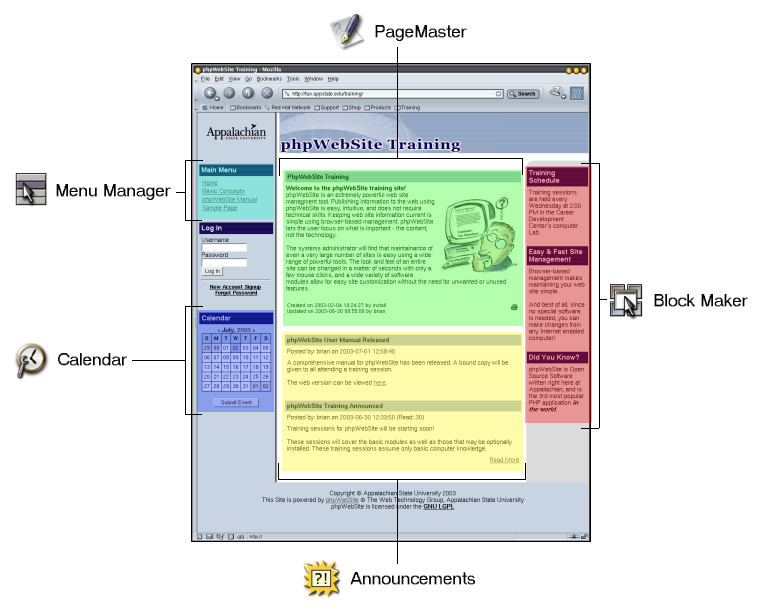 PageMaster
phpWebSite Training - Mozilla
File Edit View Go Bookmarks Tools Window Help
http://tux.appstate.edu/training/
Search
Home Bookmarks Red Hat Network Support Shop Products Training
Appalachian
STATE UNIVERSITY
phpWebSite Training
Menu Manager
Main Menu
Home
Basic Concepts
phpWebSite Manual
Sample Page
Log In
Username
Password
Log In
New Account Signup
Forgot Password
Calendar
Calendar
« July, 2003 »
S M T W T F S
29 30 01 02 03 04 05
06 07 08 09 10 11 12
13 14 15 16 17 18 19
20 21 22 23 24 25 26
27 28 29 30 31 01 02
Submit Event
phpWebSite Training
Welcome to the phpWebSite training site!
phpWebSite is an extremely powerful web site
managment tool. Publishing information to the web using
phpWebSite is easy, intuitive, and does not require
technical skills. Keeping web site information current is
simple using browser-based management. phpWebSite
lets the user focus on what is important - the content,
not the technology.
The systems administrator will find that maintainance of
even a very large number of sites is easy using a wide
range of powerful tools. The look and feel of an entire
site can be changed in a matter of seconds with only a
few mouse clicks, and a wide variety of software
modules allow for easy site customization without the need for unwanted or unused
features.
Created on 2003-02-04 18:24:27 by install
Updated on 2003-06-30 08:55:08 by brian
phpWebSite User Manual Released
Posted by: brian on 2003-07-01 12:58:40
A comprehensive manual for phpWebSite has been released. A bound copy will be
given to all attending a training session.
The web version can be viewed here.
phpWebSite Training Announced
Posted by: brian on 2003-06-30 12:33:50 (Read: 30)
Training sessions for phpWebSite will be starting soon!
These sessions will cover the basic modules as well as those that may be optionally
installed. These training sessions assume only basic computer knowledge.
Read More
Training
Schedule
Training sessions
are held every
Wednesday at 2:00
PM in the Career
Development
Center's computer
Lab.
Easy & Fast Site
Management
Browser-based
management makes
maintaining your web
site simple.
And best of all, since
no special software
is needed, you can
make changes from
any Internet enabled
computer!
Did You Know?
phpWebSite is Open
Source Software
written right here at
Appalachian, and is
the 3rd most popular
PHP application in
the world.
Block Maker
Copyright © Appalachian State University 2003
This Site is powered by phpWebSite © The Web Technology Group, Appalachian State University
phpWebSite is licensed under the GNU LGPL
http://
?!
Announcements